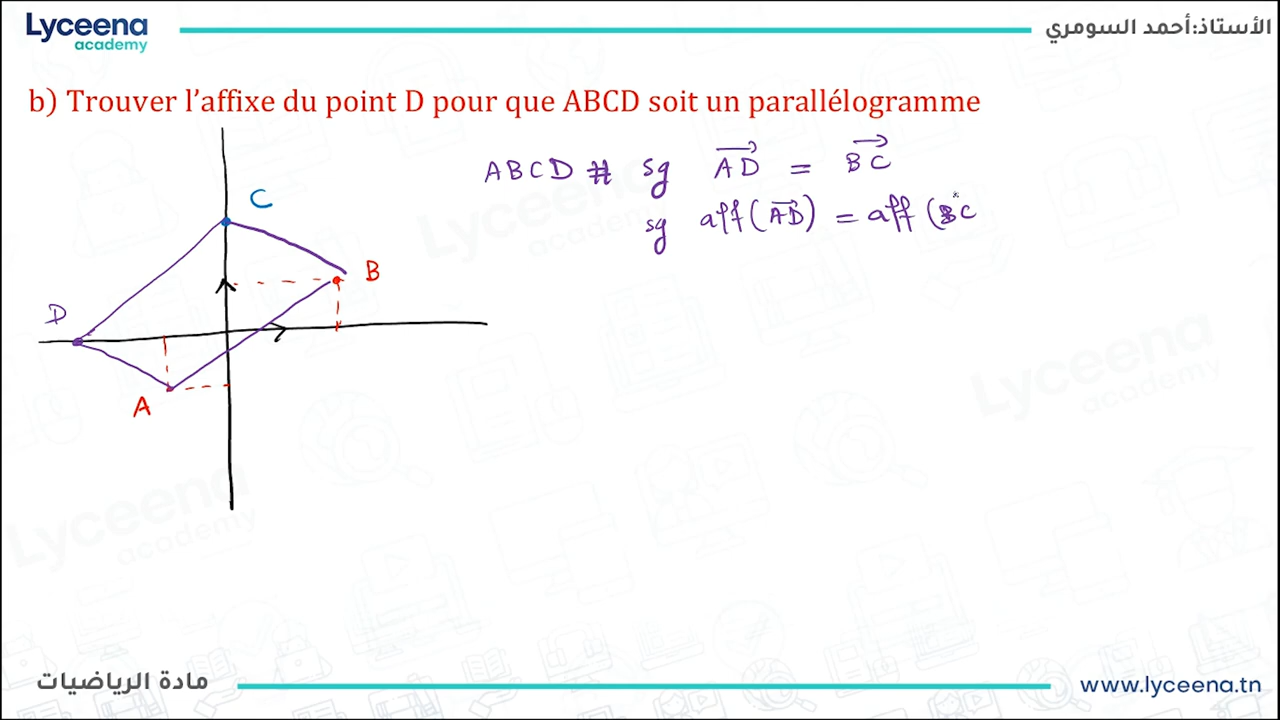 Lyceena
academy
الأستاذ:أحمد السومري
b) Trouver l’affixe du point D pour que ABCD soit un parallélogramme
ABCD # sg AD = BC
sg aff(AD) = aff (BC
C
B
D
A
مادة الرياضيات
www.lyceena.tn